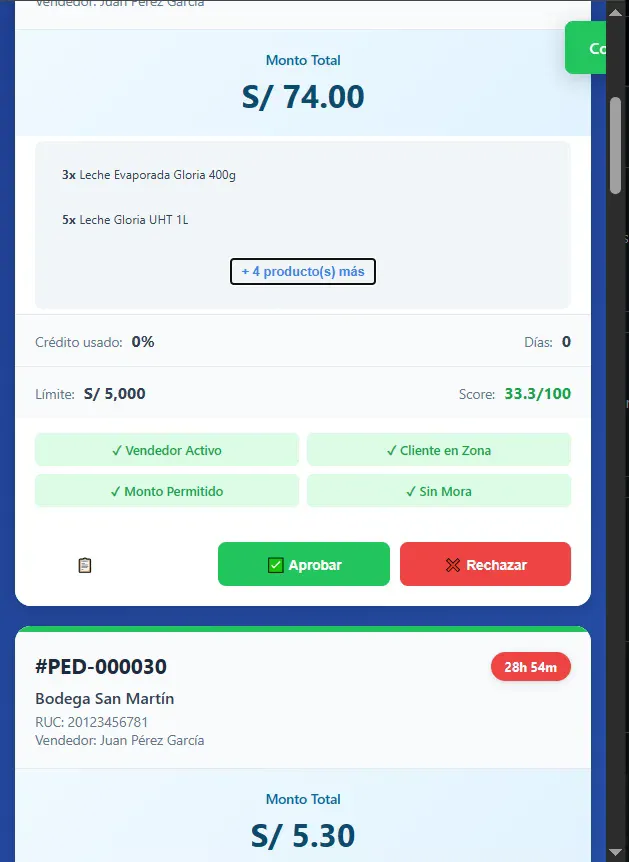 Vendedor: Juan Pérez García
Co
Monto Total
S/ 74.00
3x Leche Evaporada Gloria 400g
5x Leche Gloria UHT 1L
+ 4 producto(s) más
Crédito usado: 0% Días: 0
Límite: S/ 5,000 Score: 33.3/100
✓ Vendedor Activo ✓ Cliente en Zona
✓ Monto Permitido ✓ Sin Mora
📋 ✅ Aprobar ❌ Rechazar
#PED-000030 28h 54m
Bodega San Martín
RUC: 20123456781
Vendedor: Juan Pérez García
Monto Total
S/ 5.30